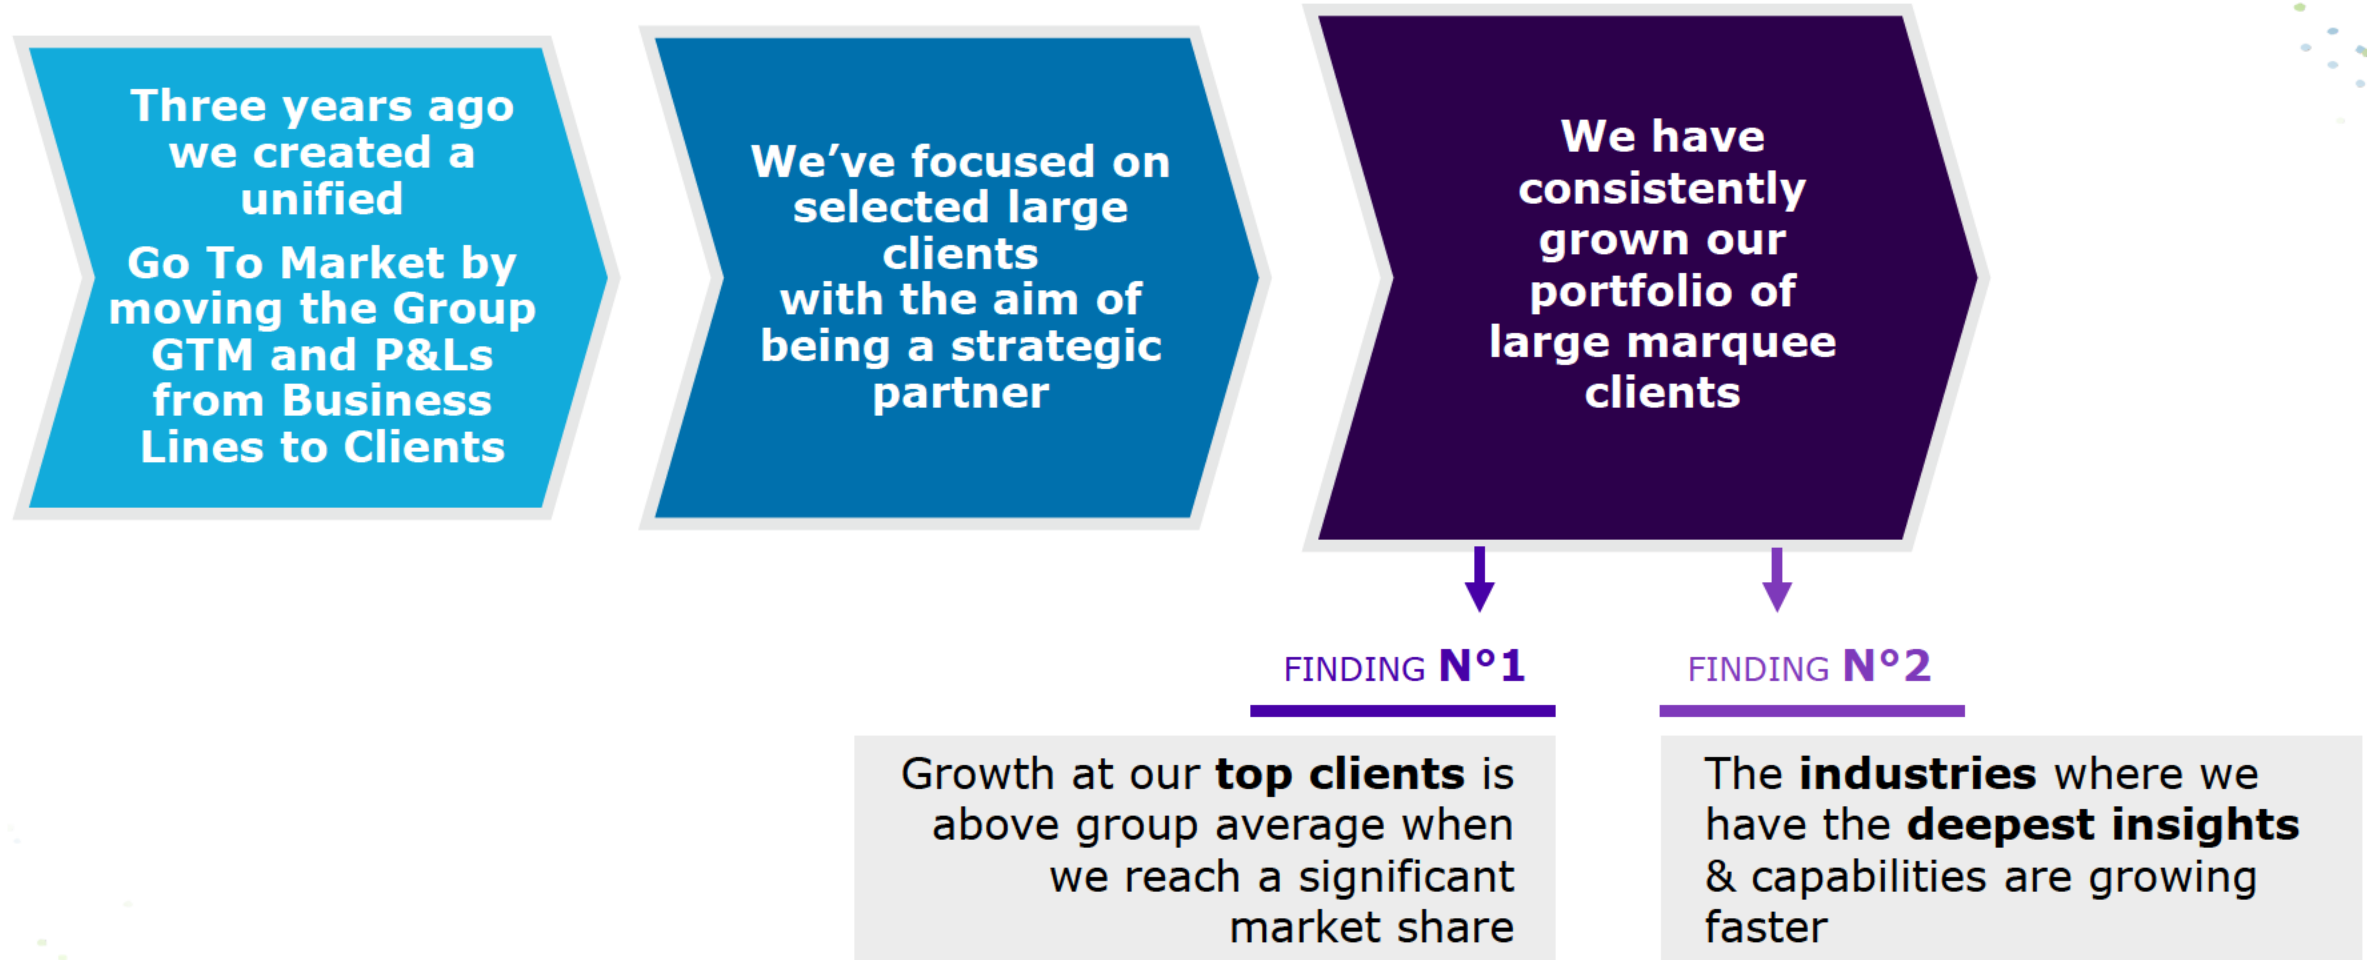 Three years ago
we created a
unified
Go To Market by
moving the Group
GTM and P&Ls
from Business
Lines to Clients
We’ve focused on
selected large
clients
with the aim of
being a strategic
partner
We have
consistently
grown our
portfolio of
large marquee
clients
FINDING N°1
Growth at our top clients is
above group average when
we reach a significant
market share
FINDING N°2
The industries where we
have the deepest insights
& capabilities are growing
faster